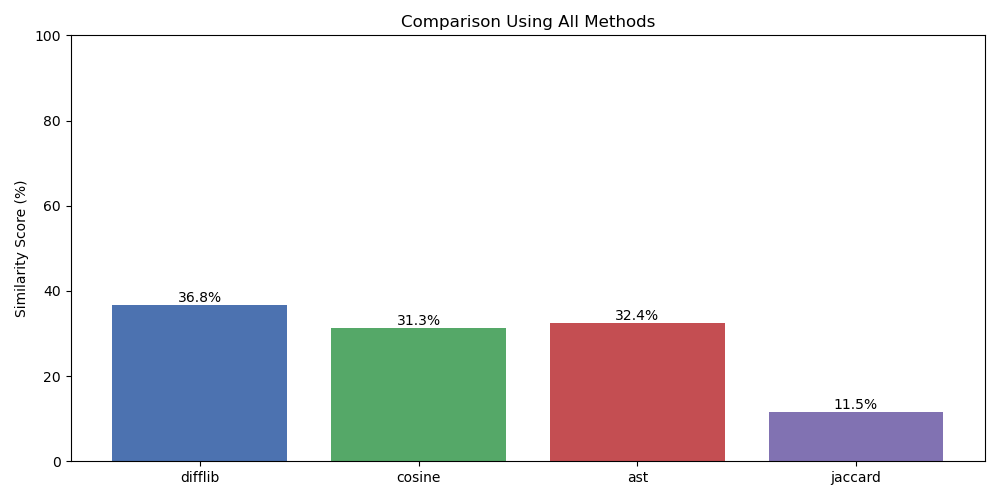 Comparison Using All Methods
Similarity Score (%)
100
80
60
40
20
0
36.8%
31.3%
32.4%
11.5%
difflib
cosine
ast
jaccard